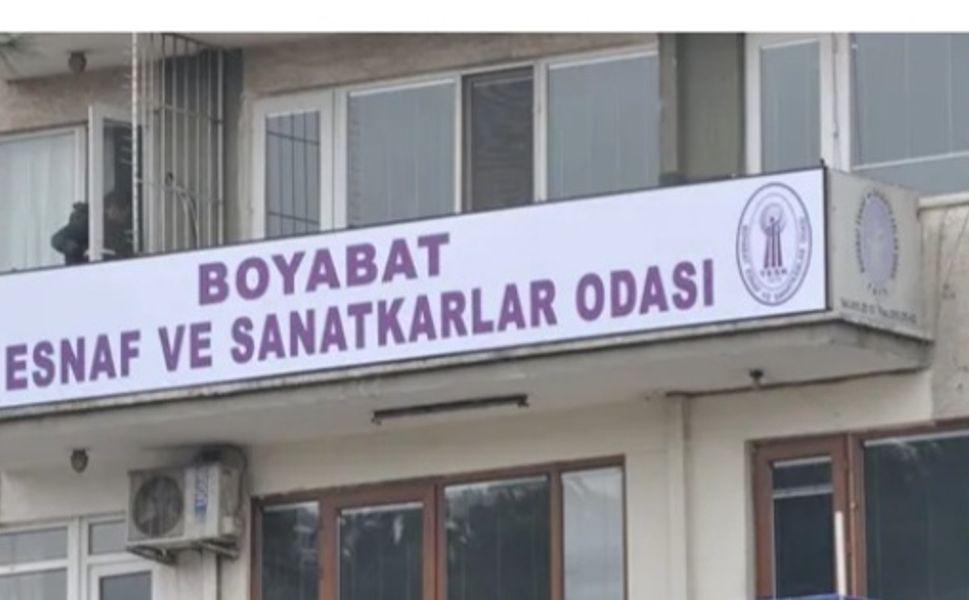 BOYABAT
ESNAF VE SANATKARLAR ODASI